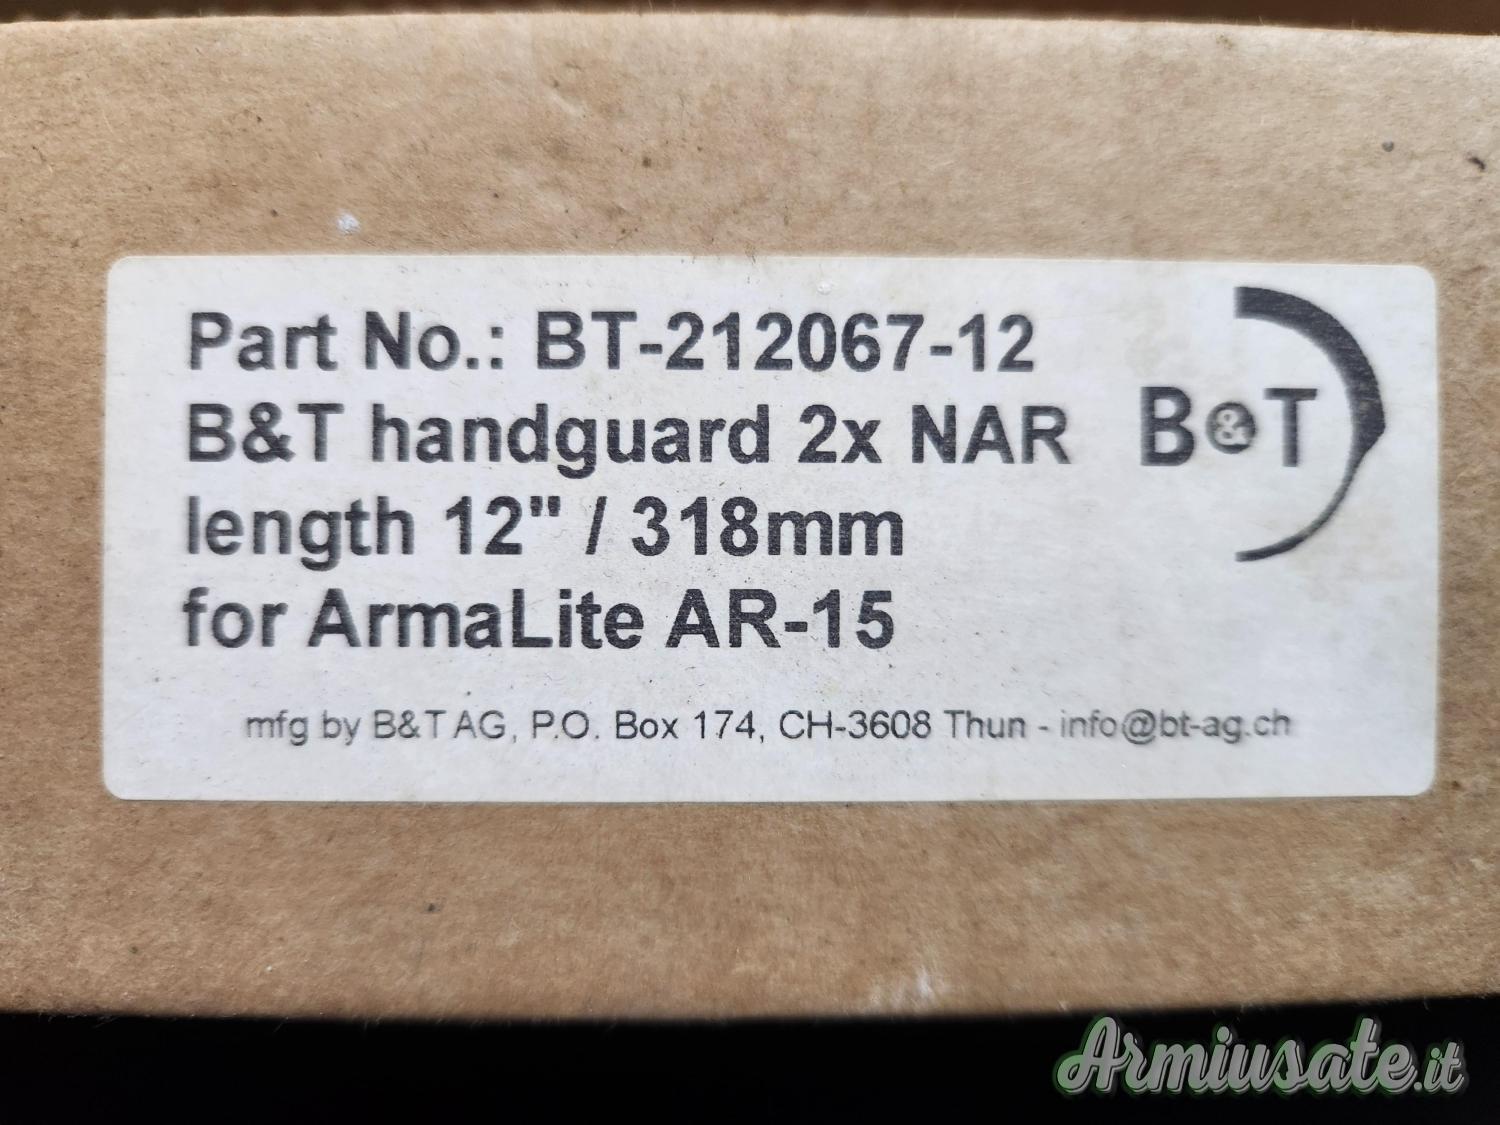 Part No.: BT-212067-12
B&T handguard 2x NAR
length 12" / 318mm
for ArmaLite AR-15
B&T
mfg by B&T AG, P.O. Box 174, CH-3608 Thun - info@bt-ag.ch
Armiusate.it